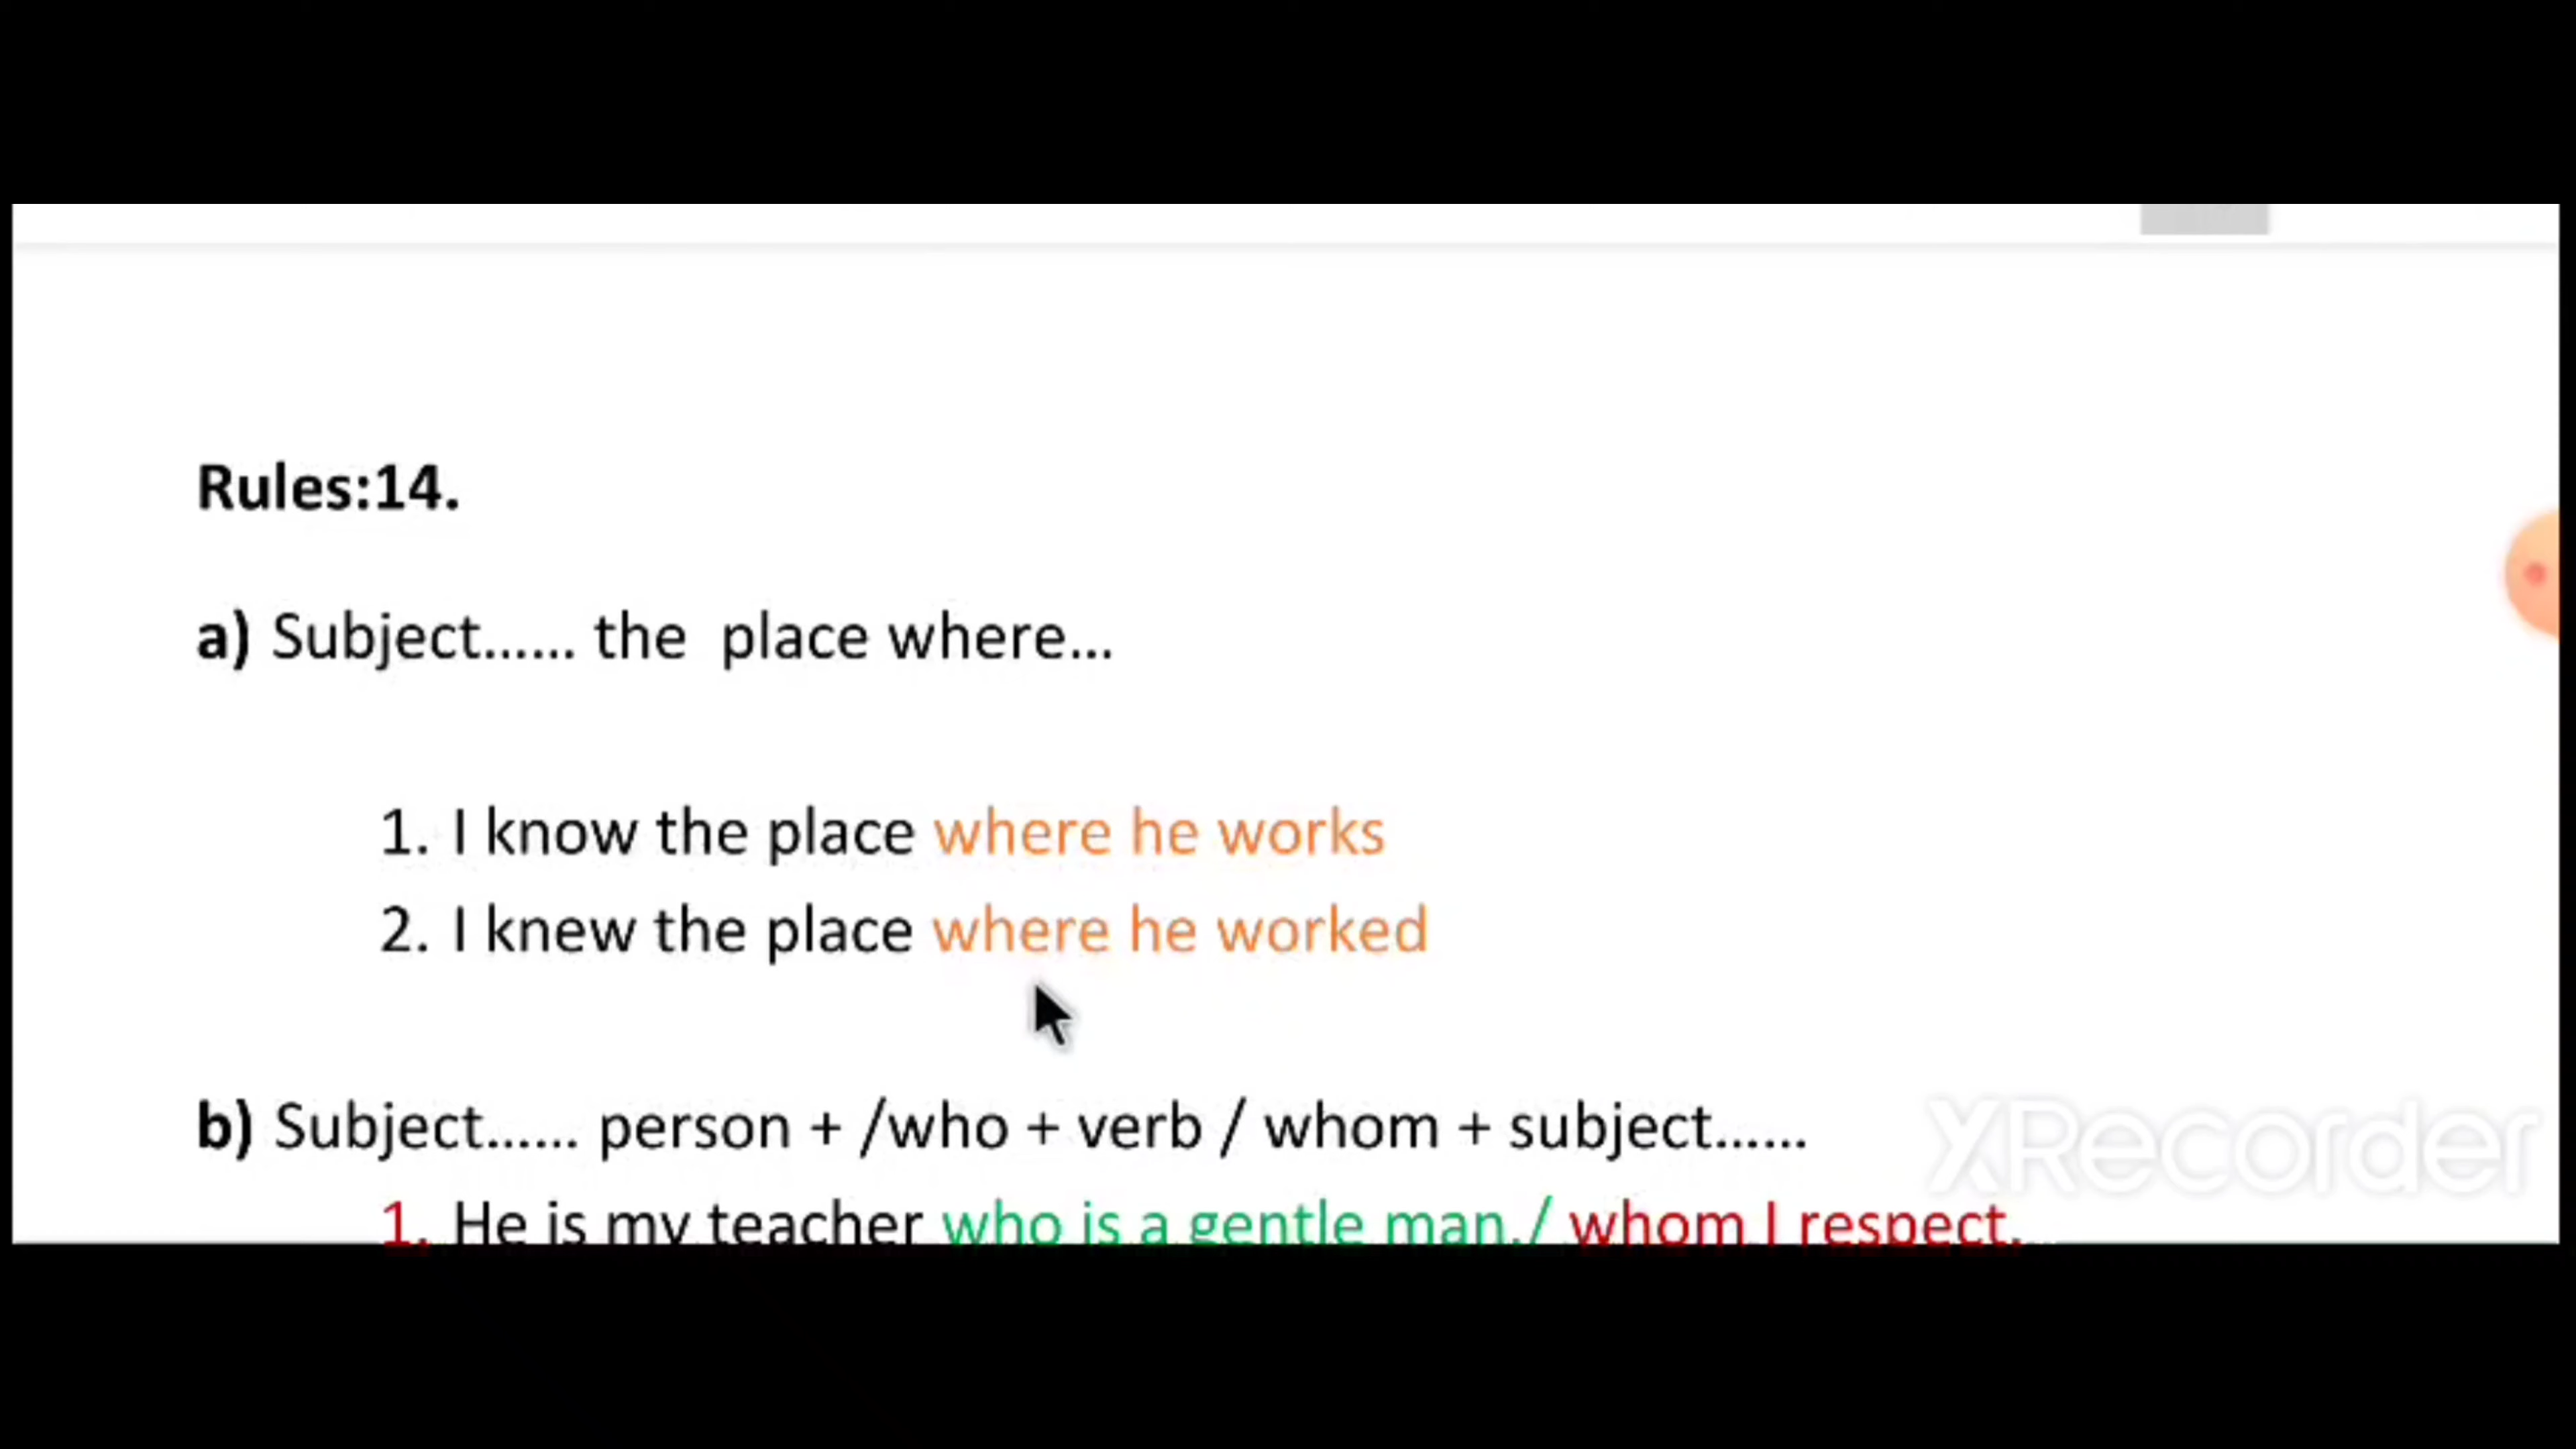 Rules:14.
a) Subject...... the place where...
1. I know the place where he works
2. I knew the place where he worked
b) Subject...... person + /who + verb / whom + subject......
XRecorder
1. He is my teacher who is a gentle man./ whom I respect.